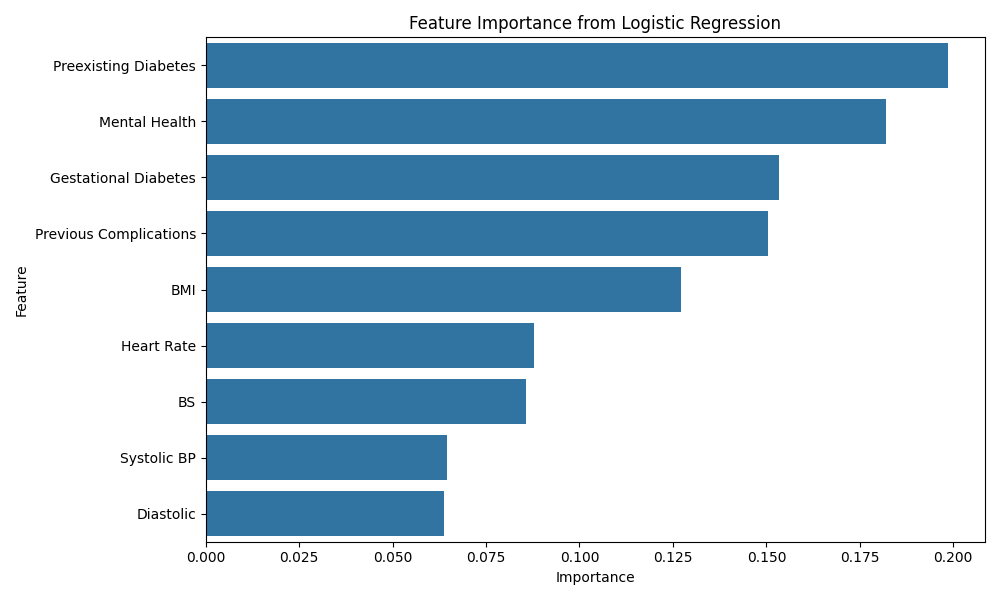 Feature Importance from Logistic Regression
Preexisting Diabetes
Mental Health
Gestational Diabetes
Previous Complications
BMI
Heart Rate
BS
Systolic BP
Diastolic
Feature
0.000 0.025 0.050 0.075 0.100 0.125 0.150 0.175 0.200
Importance